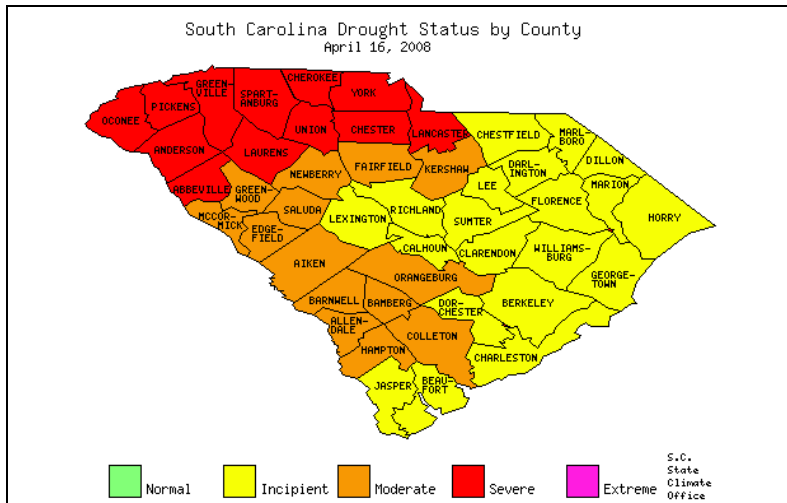 South Carolina Drought Status by County
April 16, 2008
CHEROKEE
GREEN-
VILLE
SPART-
ANBURG
YORK
PICKENS
OCONEE
UNION
CHESTER
LANCASTER
CHESTFIELD
MARL-
BORO
ANDERSON
LAURENS
DILLON
NEWBERRY
FAIRFIELD
KERSHAW
DAR-
LINGTON
ABBEVILLE
GREEN-
WOOD
LEE
MARION
SALUDA
RICHLAND
FLORENCE
MCCOR-
MICK
LEXINGTON
SUMTER
HORRY
EDGE-
FIELD
CALHOUN
CLARENDON
WILLIAMS-
BURG
AIKEN
ORANGEBURG
GEORGE-
TOWN
BARNWELL
BAMBERG
DOR-
CHESTER
BERKELEY
ALLEN-
DALE
COLLETON
HAMPTON
CHARLESTON
JASPER
BEAU-
FORT
Normal
Incipient
Moderate
Severe
Extreme
S.C.
State
Climate
Office